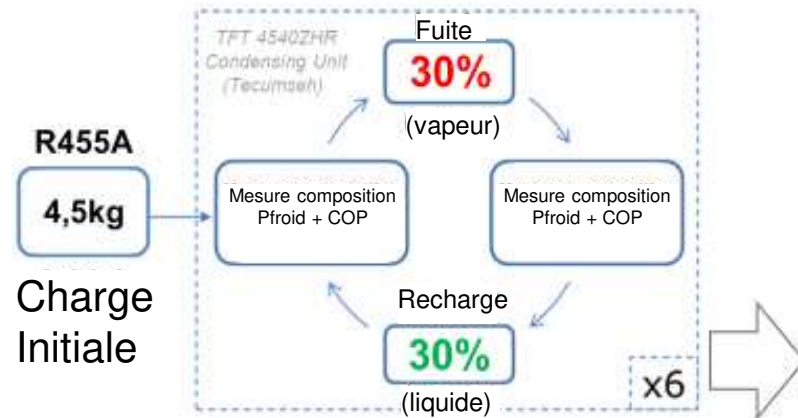 TFT 4540ZHR
Condensing Unit
(Tecumseh)
Fuite
30%
(vapeur)
R455A
4,5kg
Charge
Initiale
Mesure composition
Pfroid + COP
Mesure composition
Pfroid + COP
Recharge
30%
(liquide)
x6